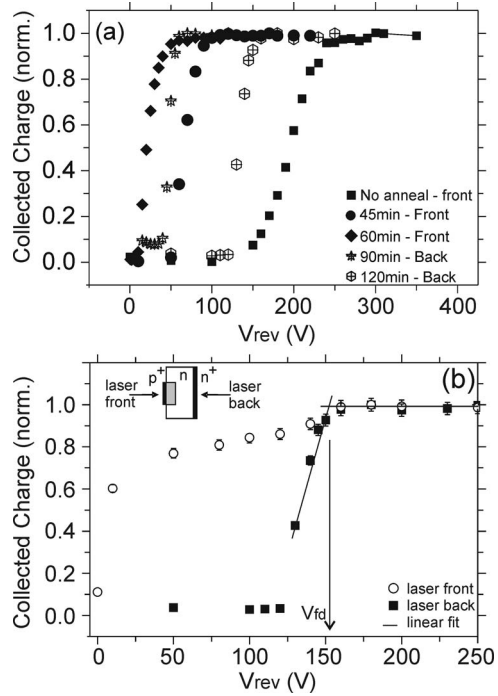 (a)
Collected Charge (norm.)
1.0
0.8
0.6
0.4
0.2
0.0
No anneal - front
45min - Front
60min - Front
90min - Back
120min - Back
0 100 200 300 400
Vrev (V)
(b)
p+ n n+
laser front
laser back
Collected Charge (norm.)
1.0
0.8
0.6
0.4
0.2
0.0
Vfd
laser front
laser back
linear fit
0 50 100 150 200 250
Vrev (V)